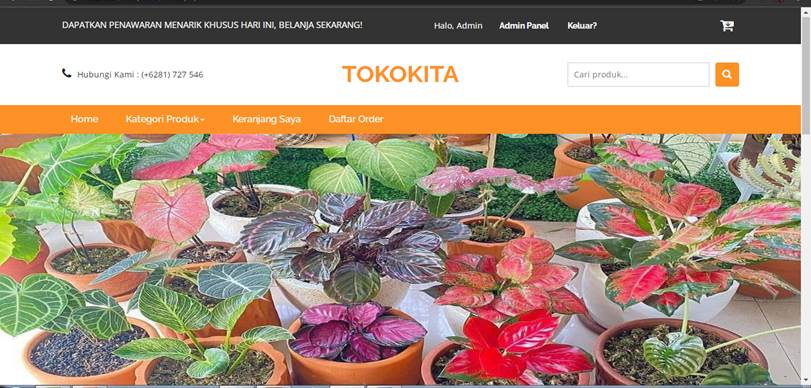 DAPATKAN PENAWARAN MENARIK KHUSUS HARI INI, BELANJA SEKARANG!
Halo, Admin
Admin Panel
Keluar?
Hubungi Kami : (+6281) 727 546
TOKOKITA
Cari produk...
Home
Kategori Produk
Keranjang Saya
Daftar Order